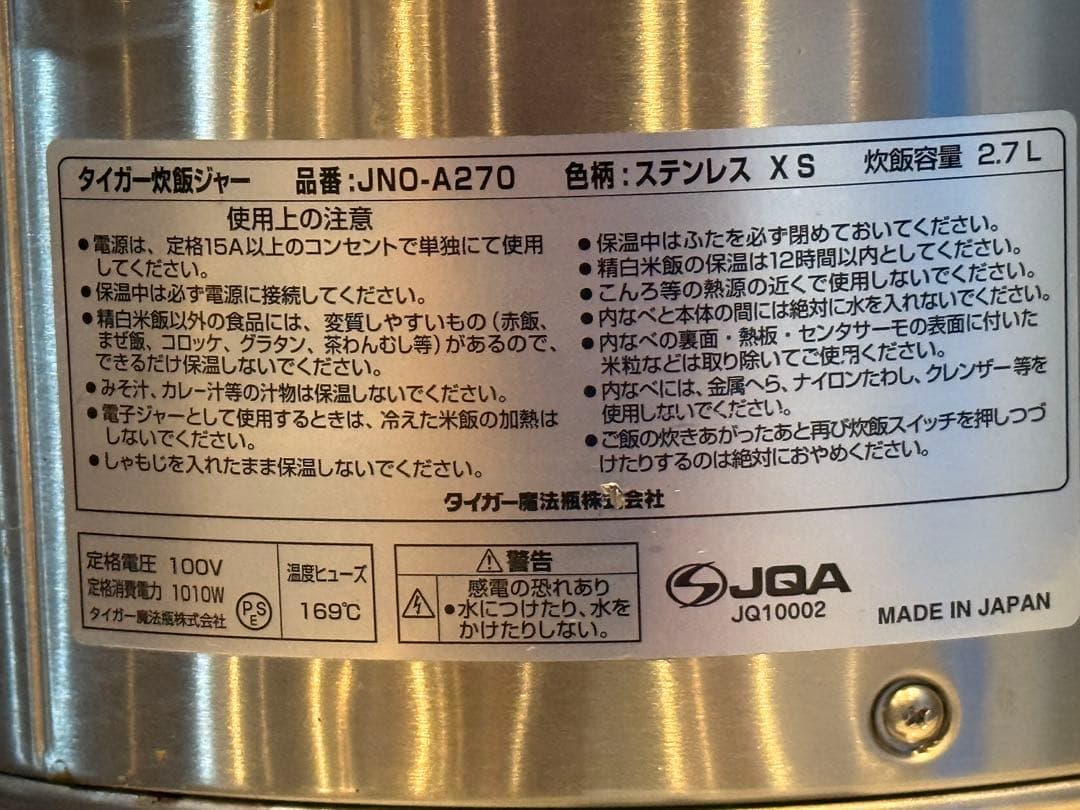 タイガー炊飯ジャー 品番:JNO-A270 色柄:ステンレス XS 炊飯容量 2.7L
使用上の注意
●電源は、定格15A以上のコンセントで単独にて使用
してください。
●保温中は必ず電源に接続してください。
●精白米飯以外の食品には、変質しやすいもの(赤飯、
まぜ飯、コロッケ、グラタン、茶わんむし等)があるので、
できるだけ保温しないでください。
●みそ汁、カレー汁等の汁物は保温しないでください。
●電子ジャーとして使用するときは、冷えた米飯の加熱は
しないでください。
●しゃもじを入れたまま保温しないでください。
●保温中はふたを必ず閉めておいてください。
●精白米飯の保温は12時間以内としてください。
●こんろ等の熱源の近くで使用しないでください。
●内なべと本体の間には絶対に水を入れないでください。
●内なべの裏面・熱板・センタサーモの表面に付いた
米粒などは取り除いてご使用ください。
●内なべには、金属へら、ナイロンたわし、クレンザー等を
使用しないでください。
●ご飯の炊きあがったあと再び炊飯スイッチを押しつづ
けたりするのは絶対におやめください。
タイガー魔法瓶株式会社
定格電圧 100V
定格消費電力 1010W
タイガー魔法瓶株式会社
PSE
温度ヒューズ
169℃
⚠警告
感電の恐れあり
●水につけたり、水を
かけたりしない。
JQA
JQ10002
MADE IN JAPAN